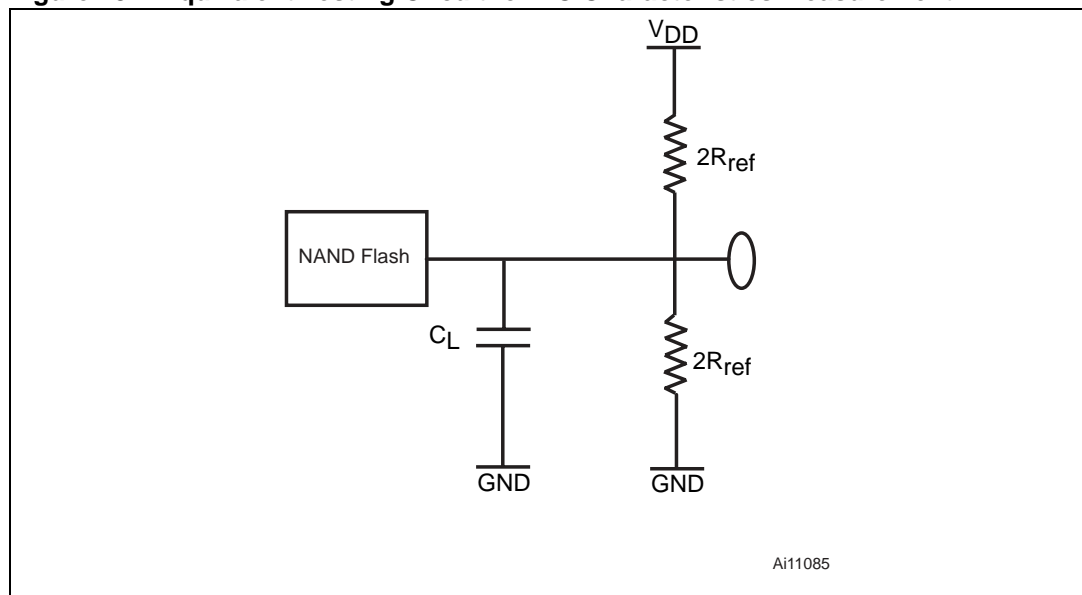 VDD
2Rref
NAND Flash
CL
2Rref
GND
GND
Ai11085